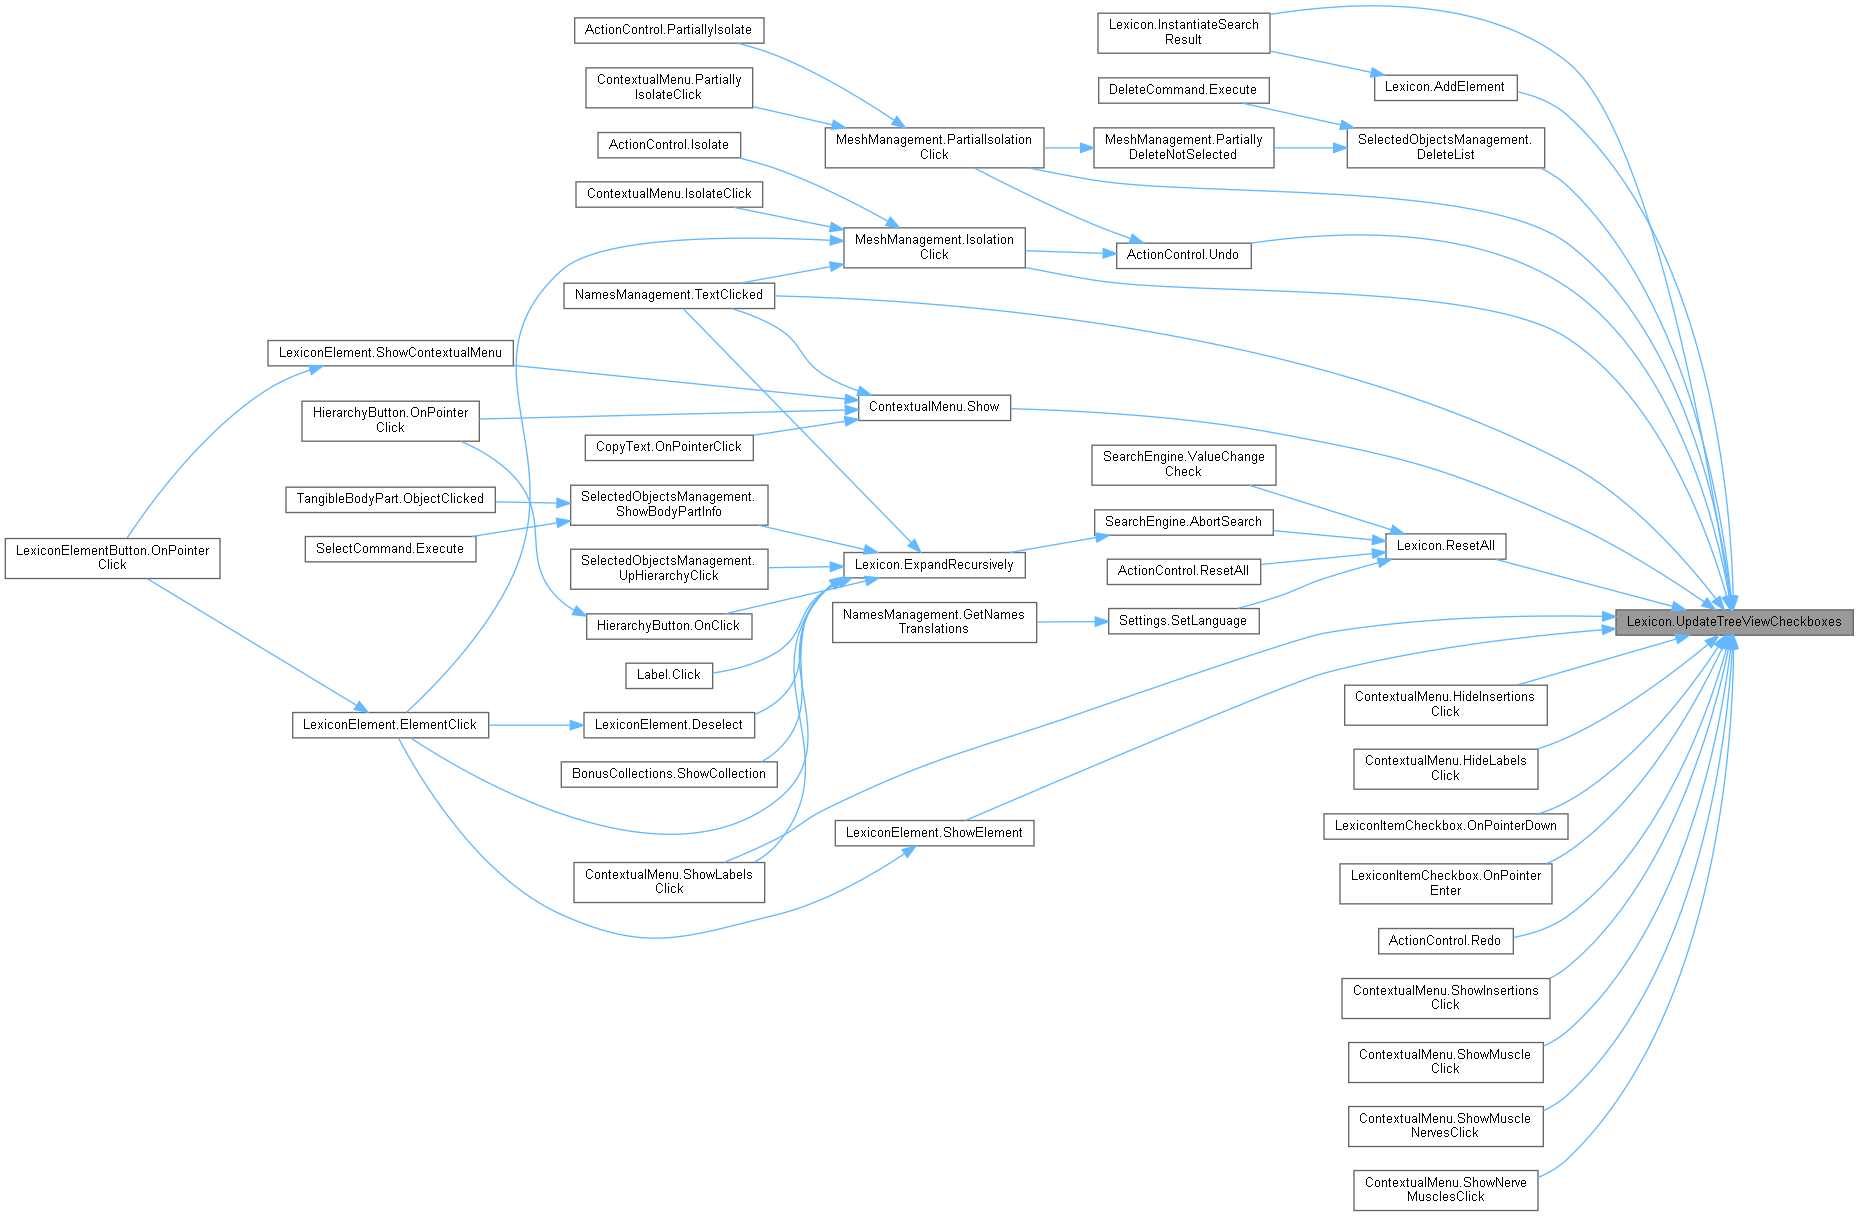 ActionControl.PartiallyIsolate
ContextualMenu.Partially
IsolateClick
ActionControl.Isolate
ContextualMenu.IsolateClick
NamesManagement.TextClicked
LexiconElement.ShowContextualMenu
HierarchyButton.OnPointer
Click
CopyText.OnPointerClick
TangibleBodyPart.ObjectClicked
SelectedObjectsManagement.
ShowBodyPartInfo
SelectCommand.Execute
LexiconElementButton.OnPointer
Click
SelectedObjectsManagement.
UpHierarchyClick
HierarchyButton.OnClick
Label.Click
LexiconElement.ElementClick
LexiconElement.Deselect
BonusCollections.ShowCollection
ContextualMenu.ShowLabels
Click
MeshManagement.PartialIsolation
Click
MeshManagement.Isolation
Click
ContextualMenu.Show
Lexicon.ExpandRecursively
NamesManagement.GetNames
Translations
LexiconElement.ShowElement
Lexicon.InstantiateSearch
Result
DeleteCommand.Execute
MeshManagement.Partially
DeleteNotSelected
ActionControl.Undo
SearchEngine.ValueChange
Check
SearchEngine.AbortSearch
ActionControl.ResetAll
Settings.SetLanguage
Lexicon.AddElement
SelectedObjectsManagement.
DeleteList
Lexicon.ResetAll
Lexicon.UpdateTreeViewCheckboxes
ContextualMenu.HideInsertions
Click
ContextualMenu.HideLabels
Click
LexiconItemCheckbox.OnPointerDown
LexiconItemCheckbox.OnPointer
Enter
ActionControl.Redo
ContextualMenu.ShowInsertions
Click
ContextualMenu.ShowMuscle
Click
ContextualMenu.ShowMuscle
NervesClick
ContextualMenu.ShowNerve
MusclesClick